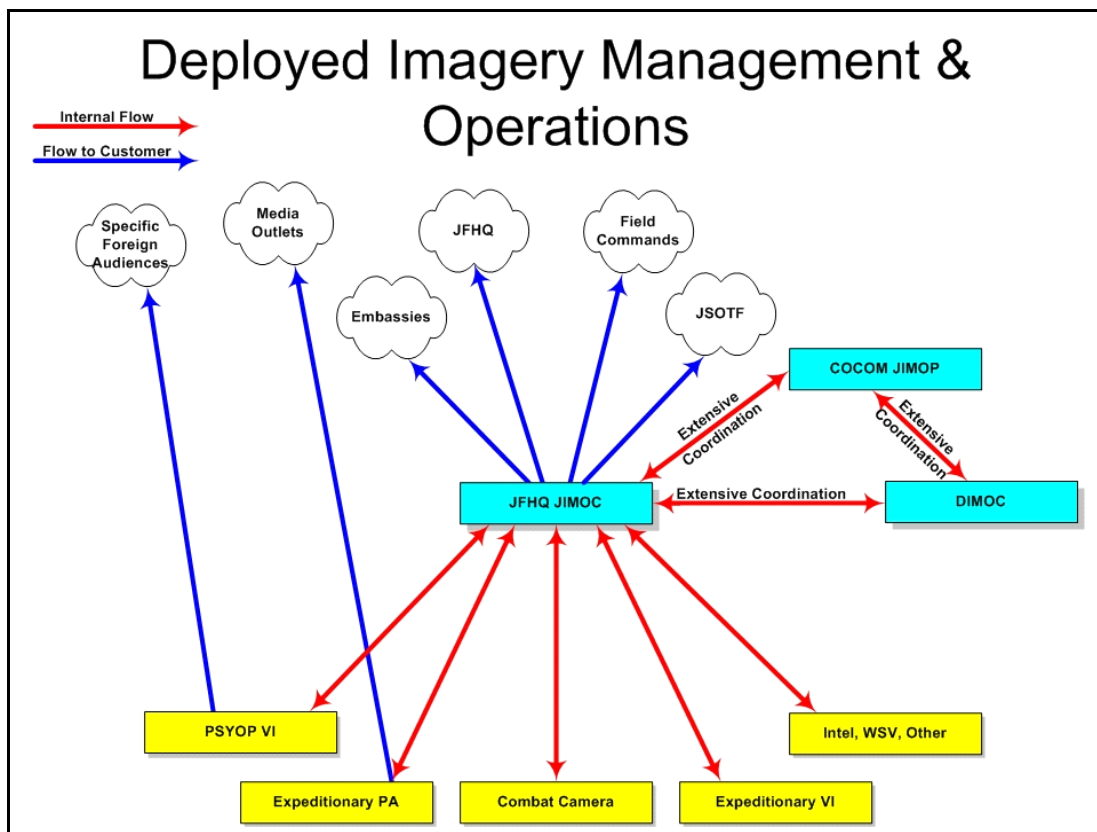 Deployed Imagery Management &
Operations
Internal Flow
Flow to Customer
Specific
Foreign
Audiences
Media
Outlets
JFHQ
Field
Commands
Embassies
JSOTF
COCOM JIMOP
Extensive
Coordination
Extensive
Coordination
JFHQ JIMOC
Extensive Coordination
DIMOC
PSYOP VI
Intel, WSV, Other
Expeditionary PA
Combat Camera
Expeditionary VI